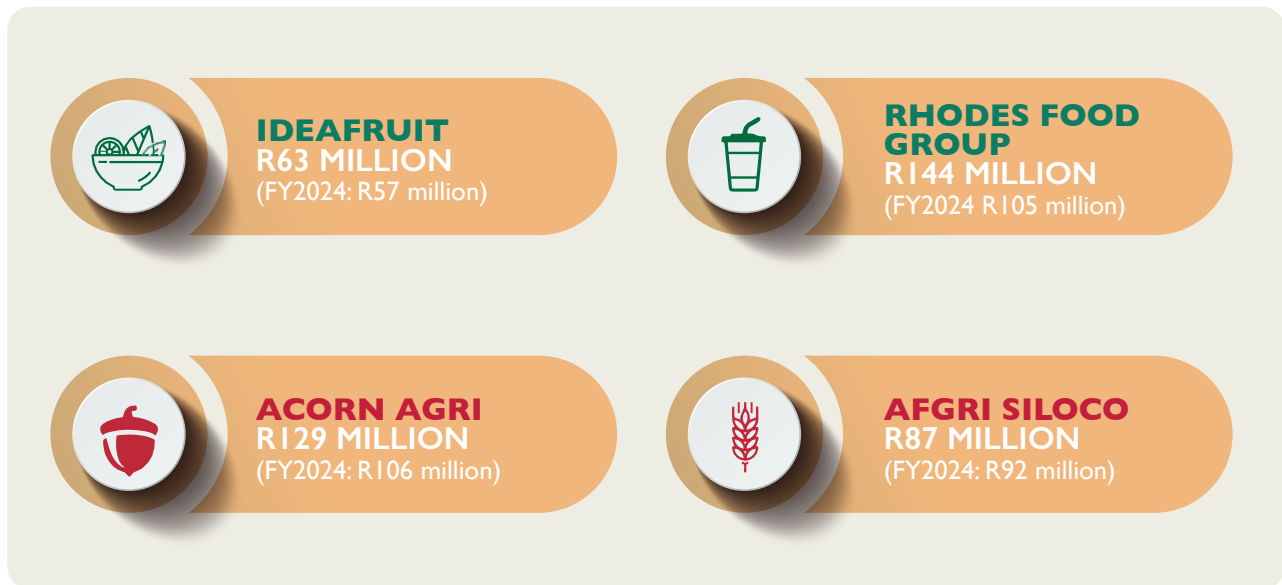 IDEAFRUIT
R63 MILLION
(FY2024: R57 million)
RHODES FOOD
GROUP
R144 MILLION
(FY2024 R105 million)
ACORN AGRI
R129 MILLION
(FY2024: R106 million)
AFGRI SILOCO
R87 MILLION
(FY2024: R92 million)